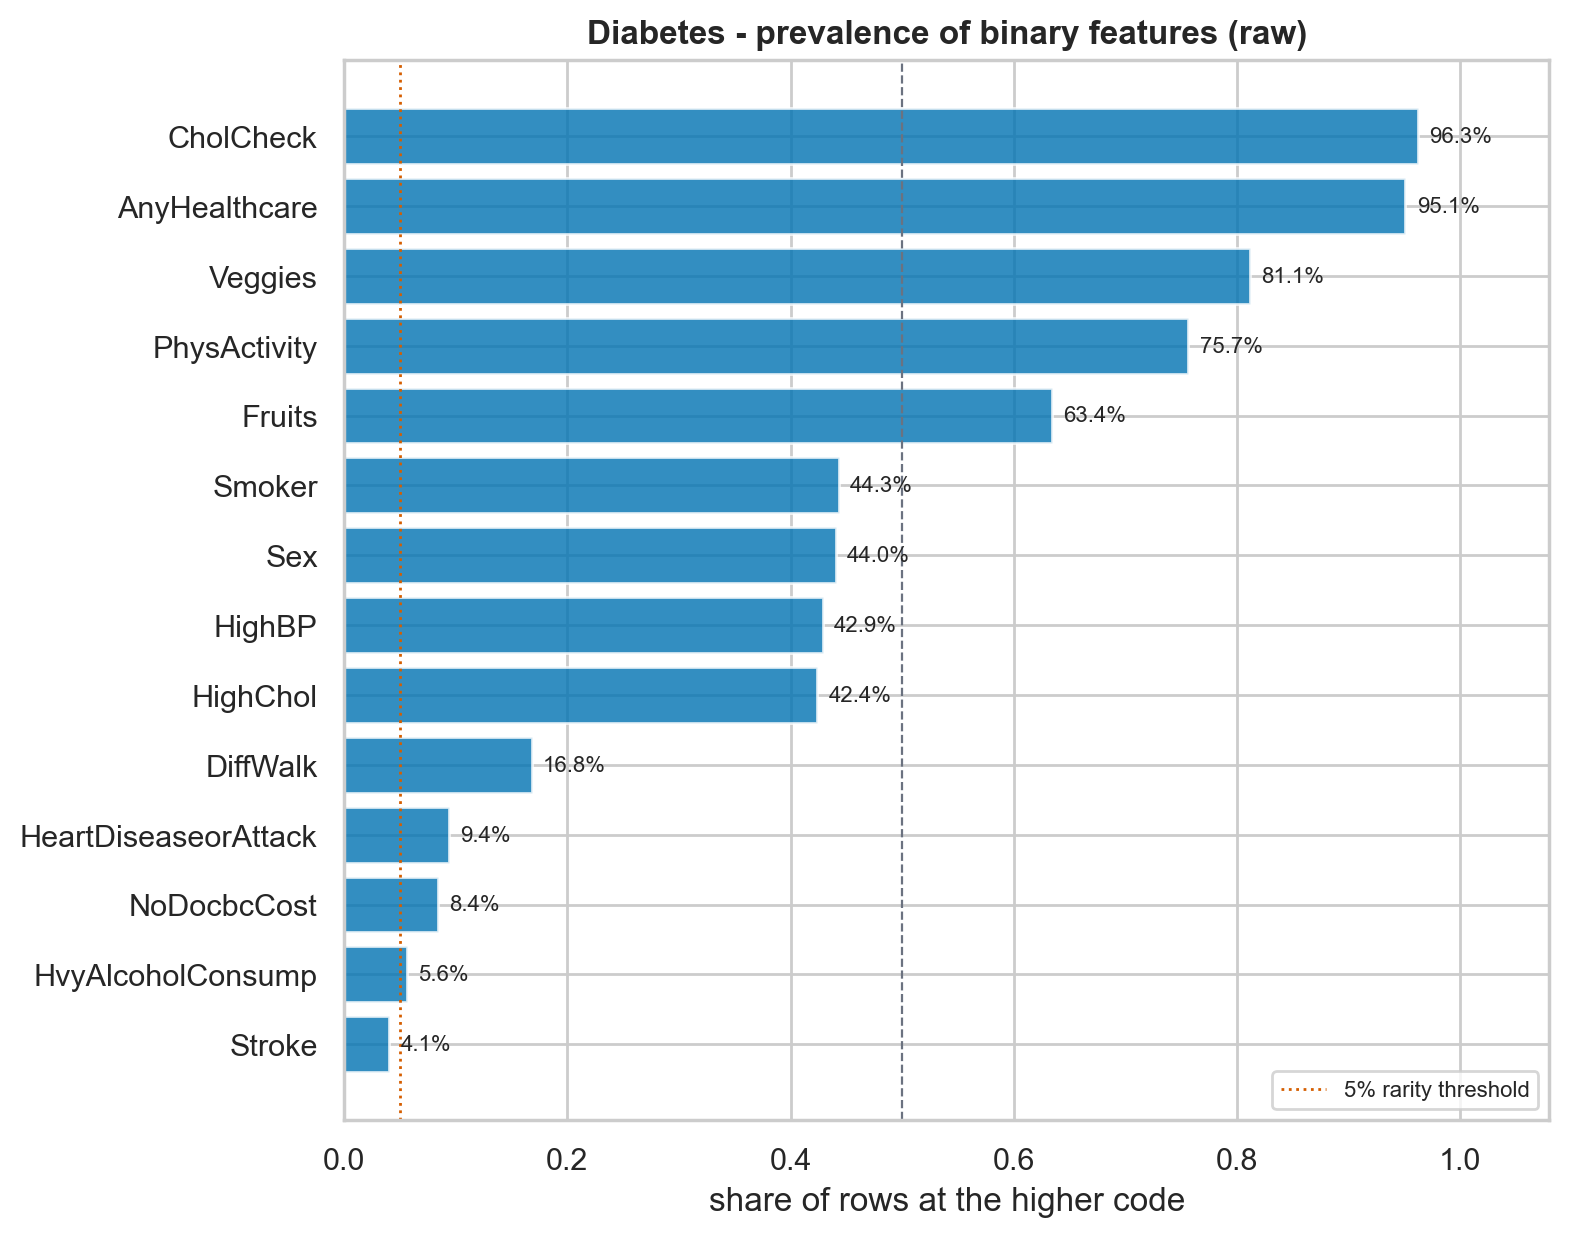 Diabetes - prevalence of binary features (raw)
CholCheck 96.3%
AnyHealthcare 95.1%
Veggies 81.1%
PhysActivity 75.7%
Fruits 63.4%
Smoker 44.3%
Sex 44.0%
HighBP 42.9%
HighChol 42.4%
DiffWalk 16.8%
HeartDiseaseorAttack 9.4%
NoDocbcCost 8.4%
HvyAlcoholConsump 5.6%
Stroke 4.1%
5% rarity threshold
0.0 0.2 0.4 0.6 0.8 1.0
share of rows at the higher code